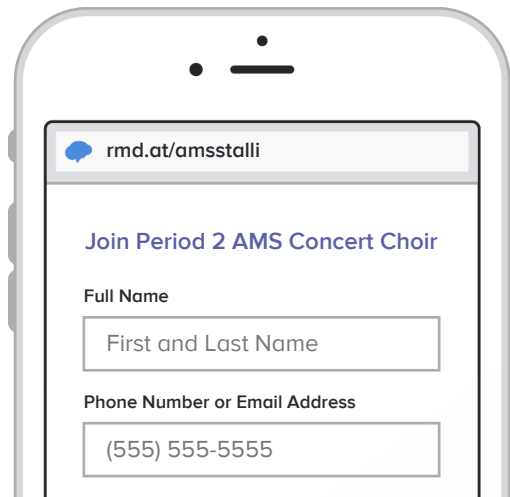 rmd.at/amsstalli
Join Period 2 AMS Concert Choir
Full Name
First and Last Name
Phone Number or Email Address
(555) 555-5555